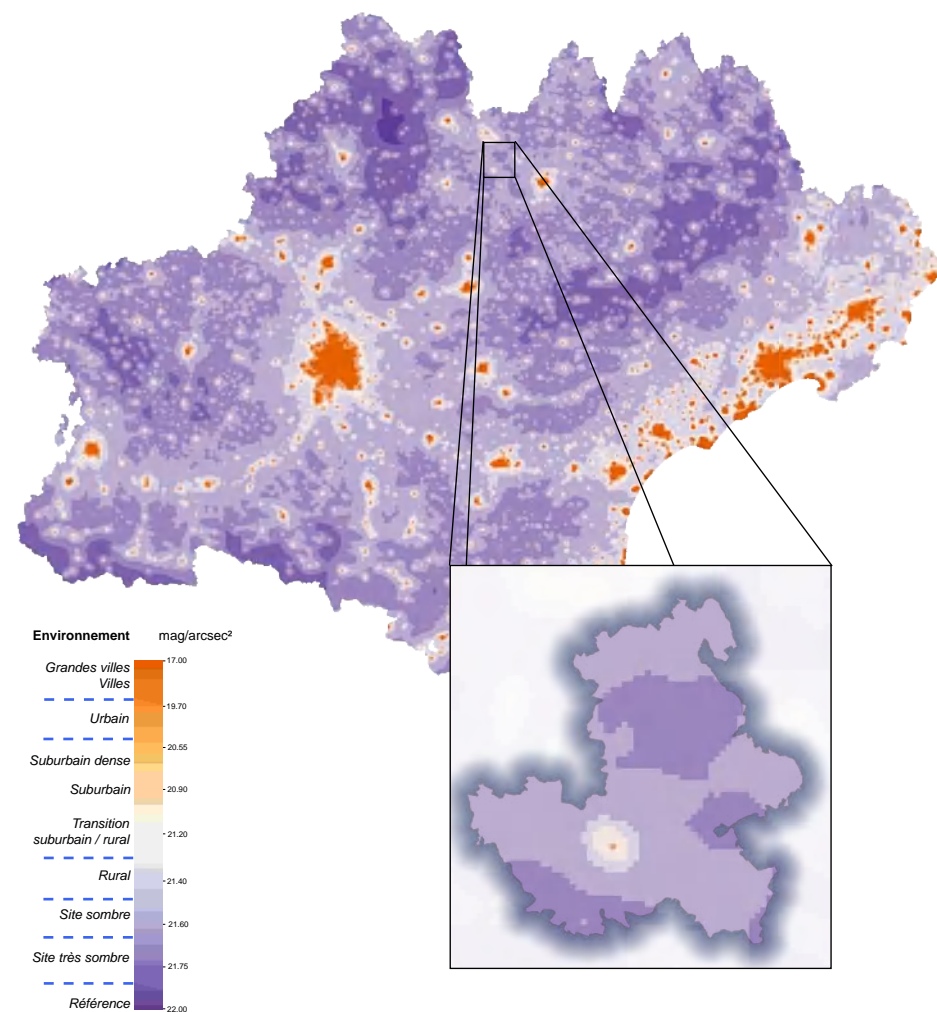 Environnement mag/arcsec²
Grandes villes
Villes
17.00
19.70
Urbain
20.55
Suburbain dense
Suburbain
20.90
Transition
suburbain / rural
21.20
Rural
21.40
Site sombre
21.60
Site très sombre
21.75
Référence
22.00